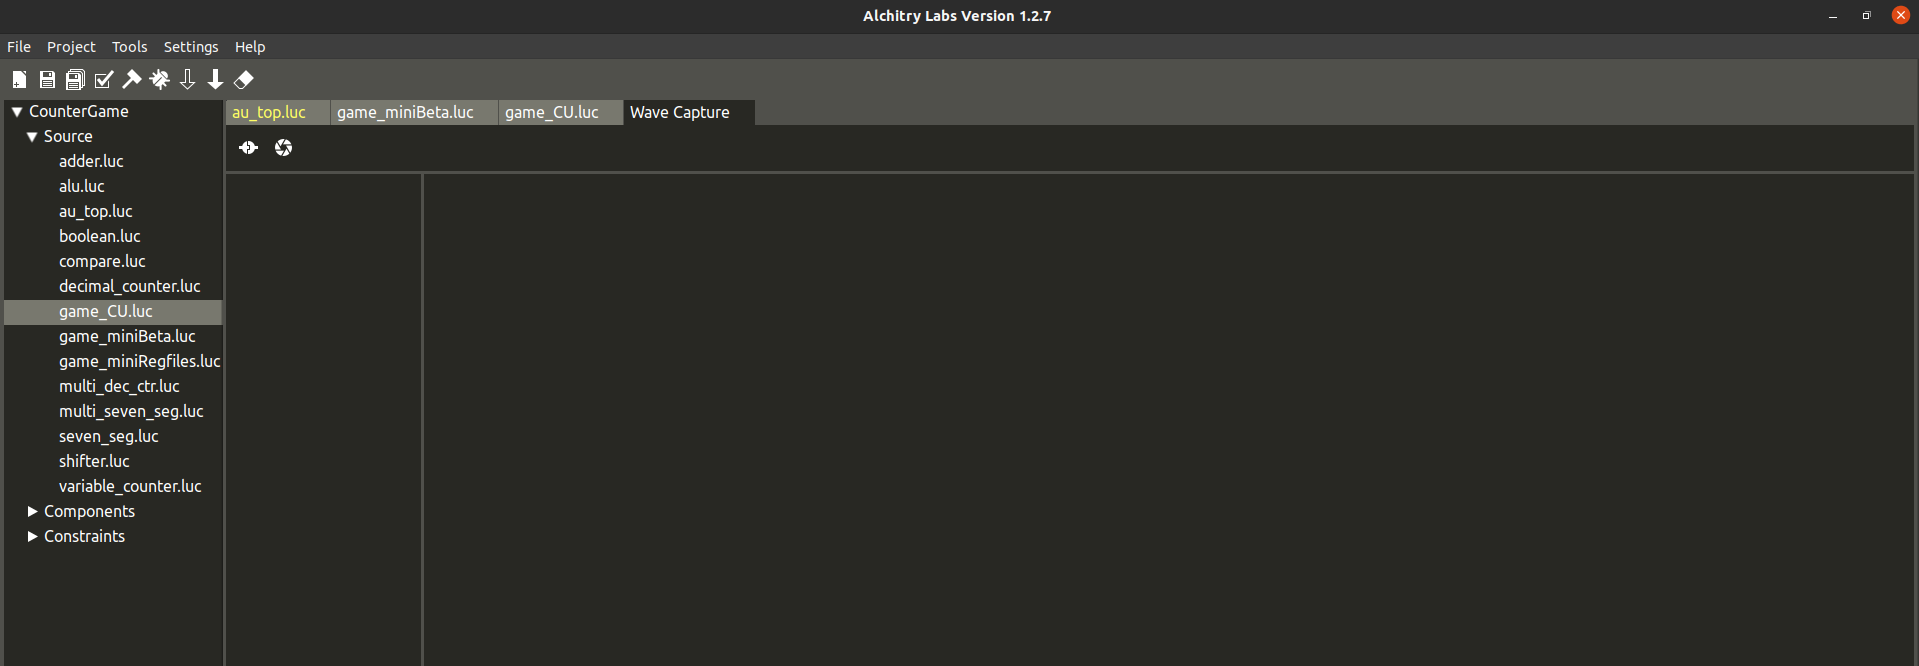 Alchitry Labs Version 1.2.7
File Project Tools Settings Help
CounterGame
Source
adder.luc
alu.luc
au_top.luc
boolean.luc
compare.luc
decimal_counter.luc
game_CU.luc
game_miniBeta.luc
game_miniRegfiles.luc
multi_dec_ctr.luc
multi_seven_seg.luc
seven_seg.luc
shifter.luc
variable_counter.luc
Components
Constraints
au_top.luc game_miniBeta.luc game_CU.luc Wave Capture